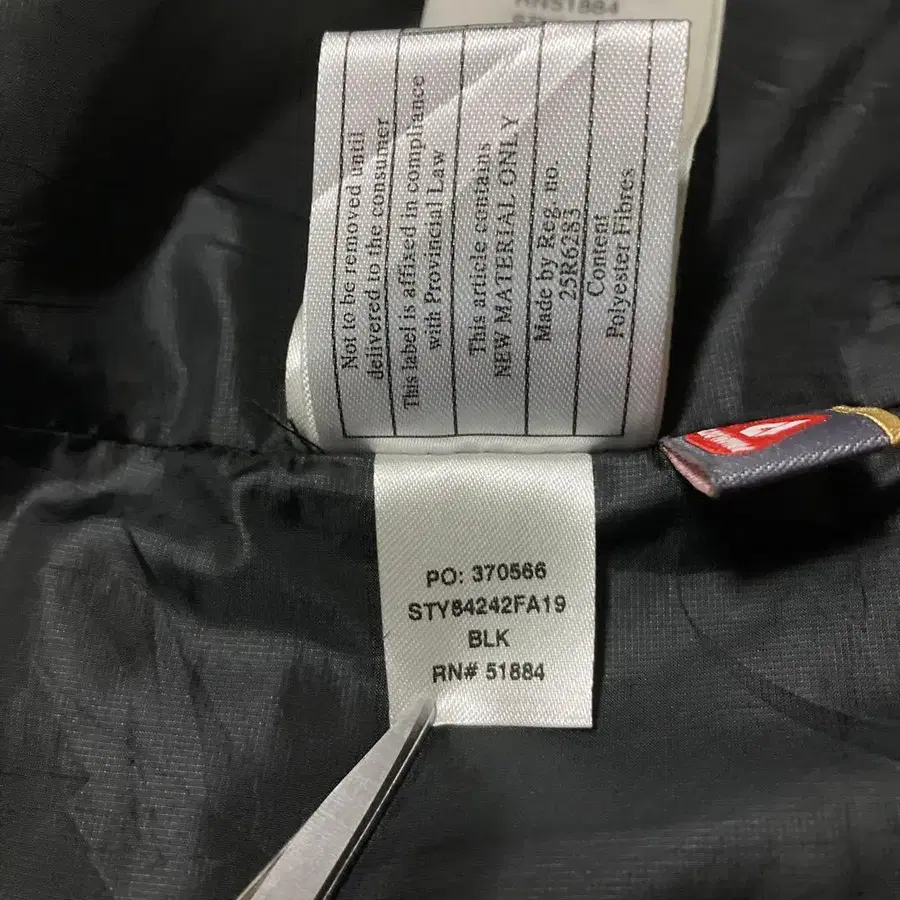 RN51884
Not to be removed until
delivered to the consumer
This label is affixed in compliance
with Provincial Law
This article contains
NEW MATERIAL ONLY
Made by Reg. no.
25R6283
Content
Polyester Fibres
PO: 370566
STY84242FA19
BLK
RN# 51884